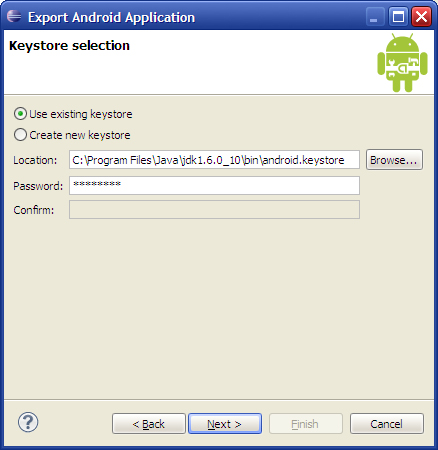 Export Android Application
Keystore selection
Use existing keystore
Create new keystore
Location: C:\Program Files\Java\jdk1.6.0_10\bin\android.keystore Browse...
Password: ********
Confirm:
? < Back Next > Finish Cancel